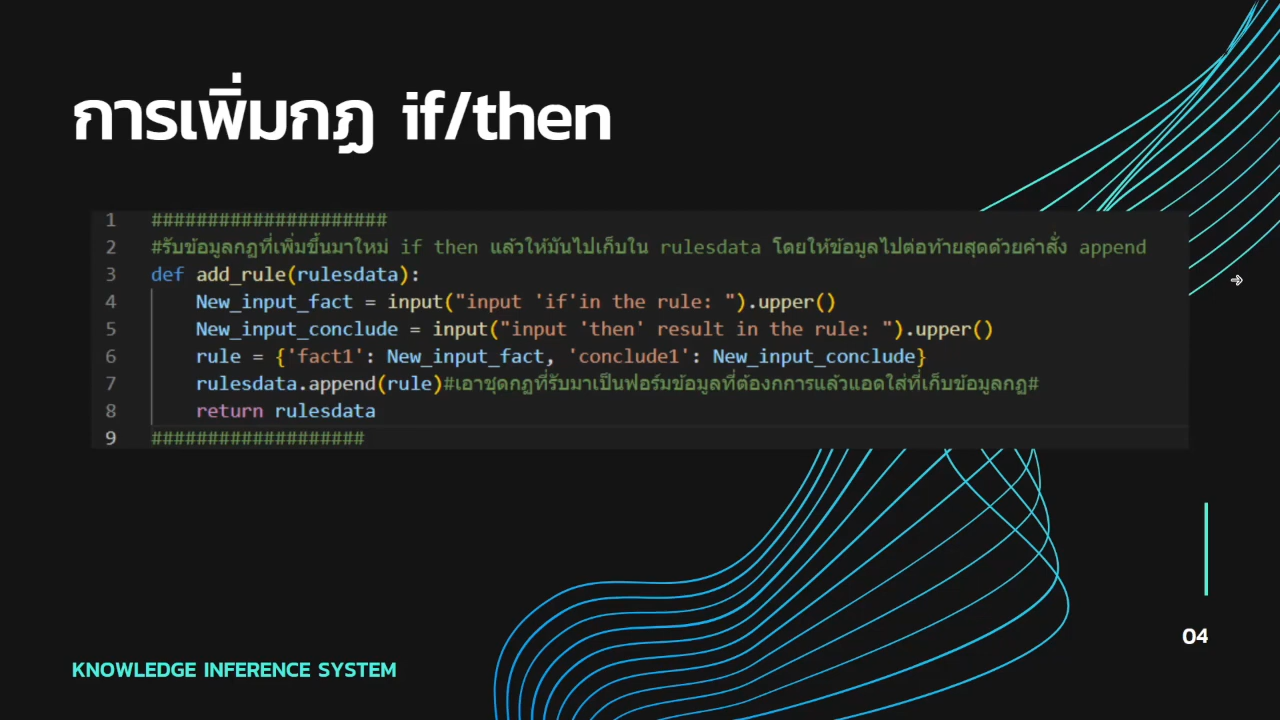 การเพิ่มกฏ if/then
1 #####################
2 #รับข้อมูลกฏที่เพิ่มขึ้นมาใหม่ if then แล้วให้มันไปเก็บใน rulesdata โดยให้ข้อมูลไปต่อท้ายสุดด้วยคำสั่ง append
3 def add_rule(rulesdata):
4 New_input_fact = input("input 'if'in the rule: ").upper()
5 New_input_conclude = input("input 'then' result in the rule: ").upper()
6 rule = {'fact1': New_input_fact, 'conclude1': New_input_conclude}
7 rulesdata.append(rule)#เอาชุดกฏที่รับมาเป็นฟอร์มข้อมูลที่ต้องกการแล้วแอดใส่ที่เก็บข้อมูลกฏ#
8 return rulesdata
9 ###################
04
KNOWLEDGE INFERENCE SYSTEM